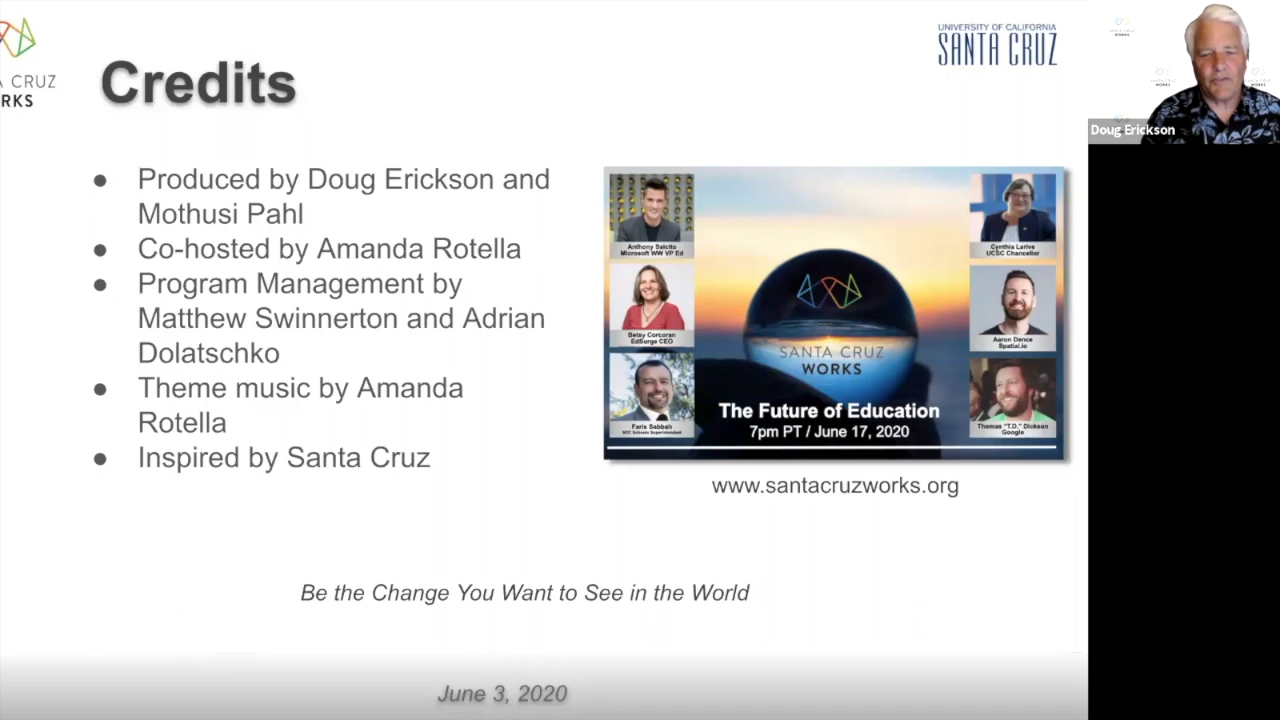 A CRUZ
RKS
Credits
UNIVERSITY OF CALIFORNIA
SANTA CRUZ
Doug Erickson
● Produced by Doug Erickson and
Mothusi Pahl
● Co-hosted by Amanda Rotella
● Program Management by
Matthew Swinnerton and Adrian
Dolatschko
● Theme music by Amanda
Rotella
● Inspired by Santa Cruz
Anthony Salcito
Microsoft WW VP Ed
Betsy Corcoran
EdSurge CEO
Faris Sabbah
SCC Schools Superintendent
SANTA CRUZ
WORKS
The Future of Education
7pm PT / June 17, 2020
Cynthia Larive
UCSC Chancellor
Aaron Dence
Spatial.io
Thomas "T.D." Dickson
Google
www.santacruzworks.org
Be the Change You Want to See in the World
June 3, 2020